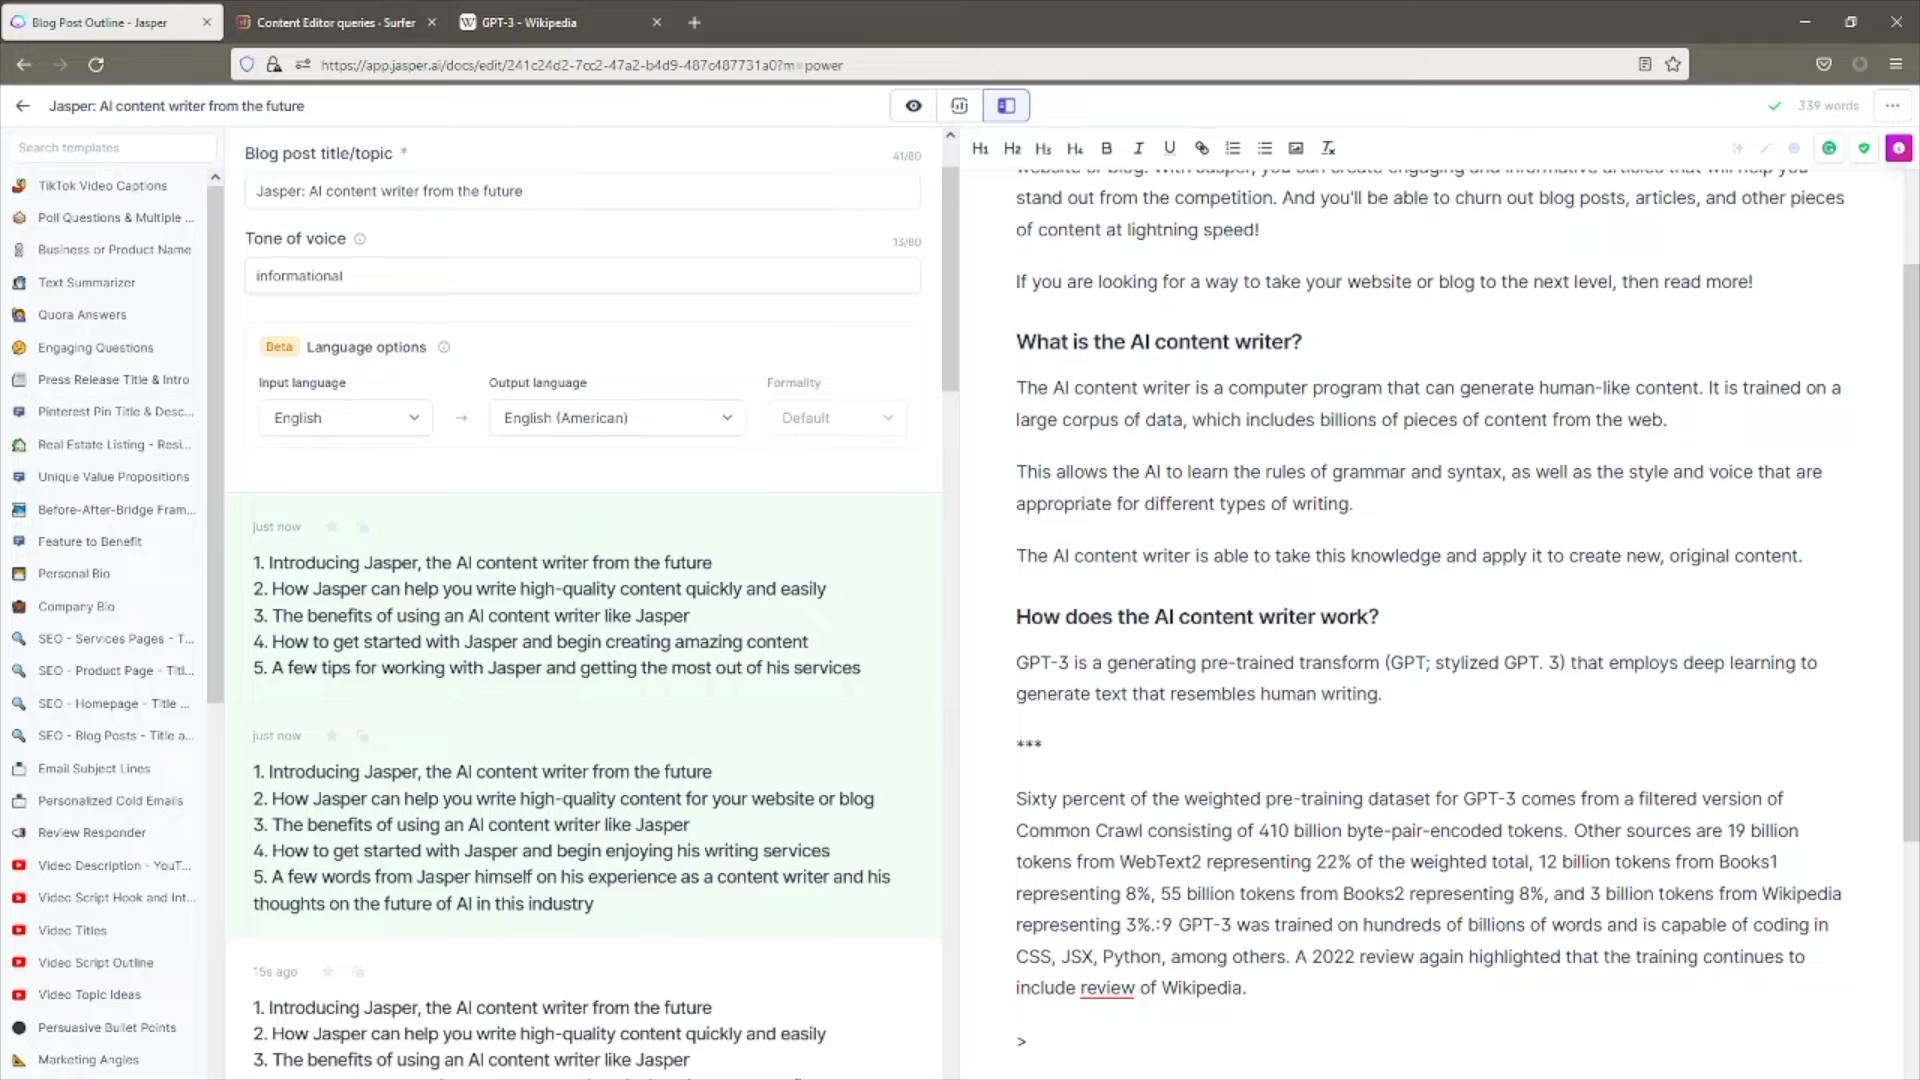 Blog Post Outline - Jasper
Content Editor queries - Surfer
GPT-3 - Wikipedia
https://app.jasper.ai/docs/edit/241c24d2-7cc2-47a2-b4d9-487c487731a0?m=power
Jasper: AI content writer from the future
339 words
Search templates
TikTok Video Captions
Poll Questions & Multiple ...
Business or Product Name
Text Summarizer
Quora Answers
Engaging Questions
Press Release Title & Intro
Pinterest Pin Title & Desc...
Real Estate Listing - Resi...
Unique Value Propositions
Before-After-Bridge Fram...
Feature to Benefit
Personal Bio
Company Bio
SEO - Services Pages - T...
SEO - Product Page - Titl...
SEO - Homepage - Title ...
SEO - Blog Posts - Title a...
Email Subject Lines
Personalized Cold Emails
Review Responder
Video Description - YouT...
Video Script Hook and Int...
Video Titles
Video Script Outline
Video Topic Ideas
Persuasive Bullet Points
Marketing Angles
Blog post title/topic *
41/80
Jasper: AI content writer from the future
Tone of voice
13/80
informational
Beta Language options
Input language
Output language
Formality
English
→
English (American)
Default
just now
1. Introducing Jasper, the AI content writer from the future
2. How Jasper can help you write high-quality content quickly and easily
3. The benefits of using an AI content writer like Jasper
4. How to get started with Jasper and begin creating amazing content
5. A few tips for working with Jasper and getting the most out of his services
just now
1. Introducing Jasper, the AI content writer from the future
2. How Jasper can help you write high-quality content for your website or blog
3. The benefits of using an AI content writer like Jasper
4. How to get started with Jasper and begin enjoying his writing services
5. A few words from Jasper himself on his experience as a content writer and his
thoughts on the future of AI in this industry
15s ago
1. Introducing Jasper, the AI content writer from the future
2. How Jasper can help you write high-quality content quickly and easily
3. The benefits of using an AI content writer like Jasper
H1 H2 H3 H4 B I U
website or blog. With Jasper, you can create engaging and informative articles that will help you
stand out from the competition. And you'll be able to churn out blog posts, articles, and other pieces
of content at lightning speed!
If you are looking for a way to take your website or blog to the next level, then read more!
What is the AI content writer?
The AI content writer is a computer program that can generate human-like content. It is trained on a
large corpus of data, which includes billions of pieces of content from the web.
This allows the AI to learn the rules of grammar and syntax, as well as the style and voice that are
appropriate for different types of writing.
The AI content writer is able to take this knowledge and apply it to create new, original content.
How does the AI content writer work?
GPT-3 is a generating pre-trained transform (GPT; stylized GPT. 3) that employs deep learning to
generate text that resembles human writing.
***
Sixty percent of the weighted pre-training dataset for GPT-3 comes from a filtered version of
Common Crawl consisting of 410 billion byte-pair-encoded tokens. Other sources are 19 billion
tokens from WebText2 representing 22% of the weighted total, 12 billion tokens from Books1
representing 8%, 55 billion tokens from Books2 representing 8%, and 3 billion tokens from Wikipedia
representing 3%.:9 GPT-3 was trained on hundreds of billions of words and is capable of coding in
CSS, JSX, Python, among others. A 2022 review again highlighted that the training continues to
include review of Wikipedia.
>